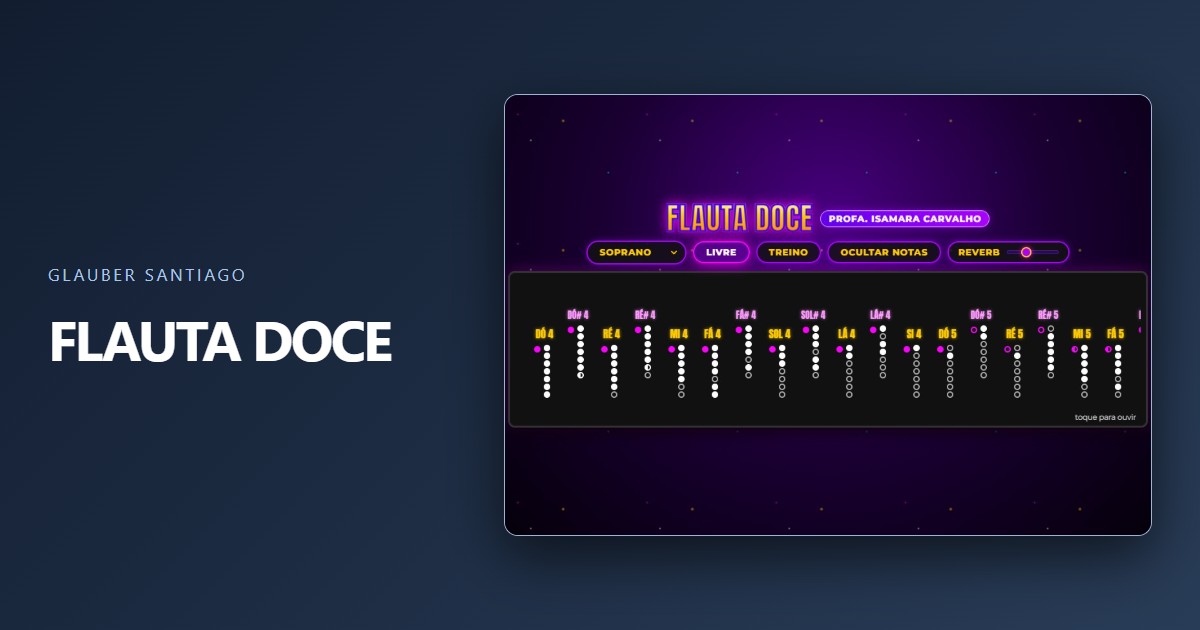 GLAUBER SANTIAGO
FLAUTA DOCE
FLAUTA DOCE PROFA. ISAMARA CARVALHO
SOPRANO LIVRE TREINO OCULTAR NOTAS REVERB
DÓ# 4 RÉ# 4 FÁ# 4 SOL# 4 LÁ# 4 DÓ# 5 RÉ# 5
DÓ 4 RÉ 4 MI 4 FÁ 4 SOL 4 LÁ 4 SI 4 DÓ 5 RÉ 5 MI 5 FÁ 5
toque para ouvir